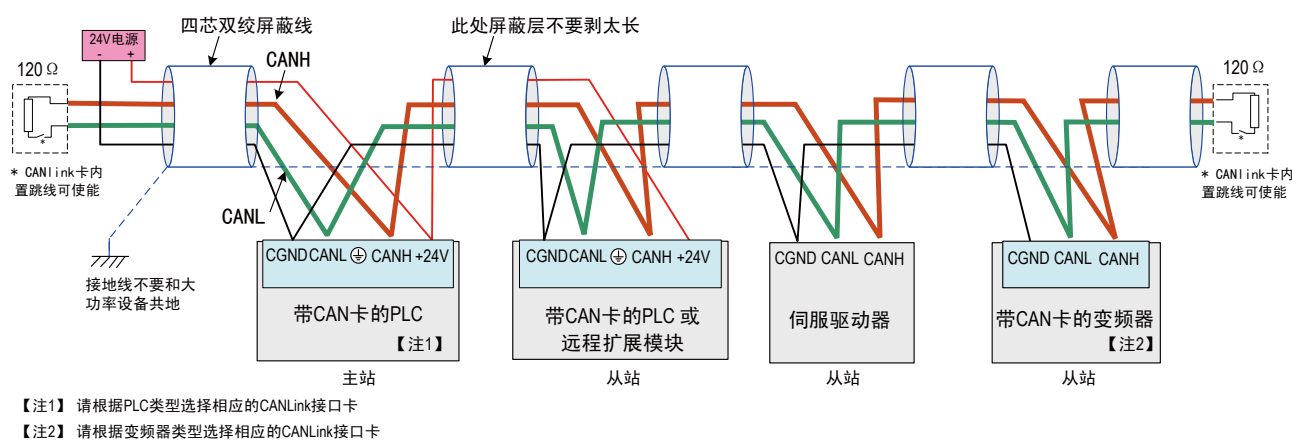 四芯双绞屏蔽线
此处屏蔽层不要剥太长
24V电源
- +
CANH
120 Ω
120 Ω
*
*
* CANlink卡内
置跳线可使能
* CANlink卡内
置跳线可使能
CANL
CGND CANL CANH +24V
CGND CANL CANH +24V
CGND CANL CANH
CGND CANL CANH
接地线不要和大
功率设备共地
带CAN卡的PLC
【注1】
带CAN卡的PLC 或
远程扩展模块
伺服驱动器
带CAN卡的变频器
【注2】
主站
从站
从站
从站
【注1】 请根据PLC类型选择相应的CANLink接口卡
【注2】 请根据变频器类型选择相应的CANLink接口卡